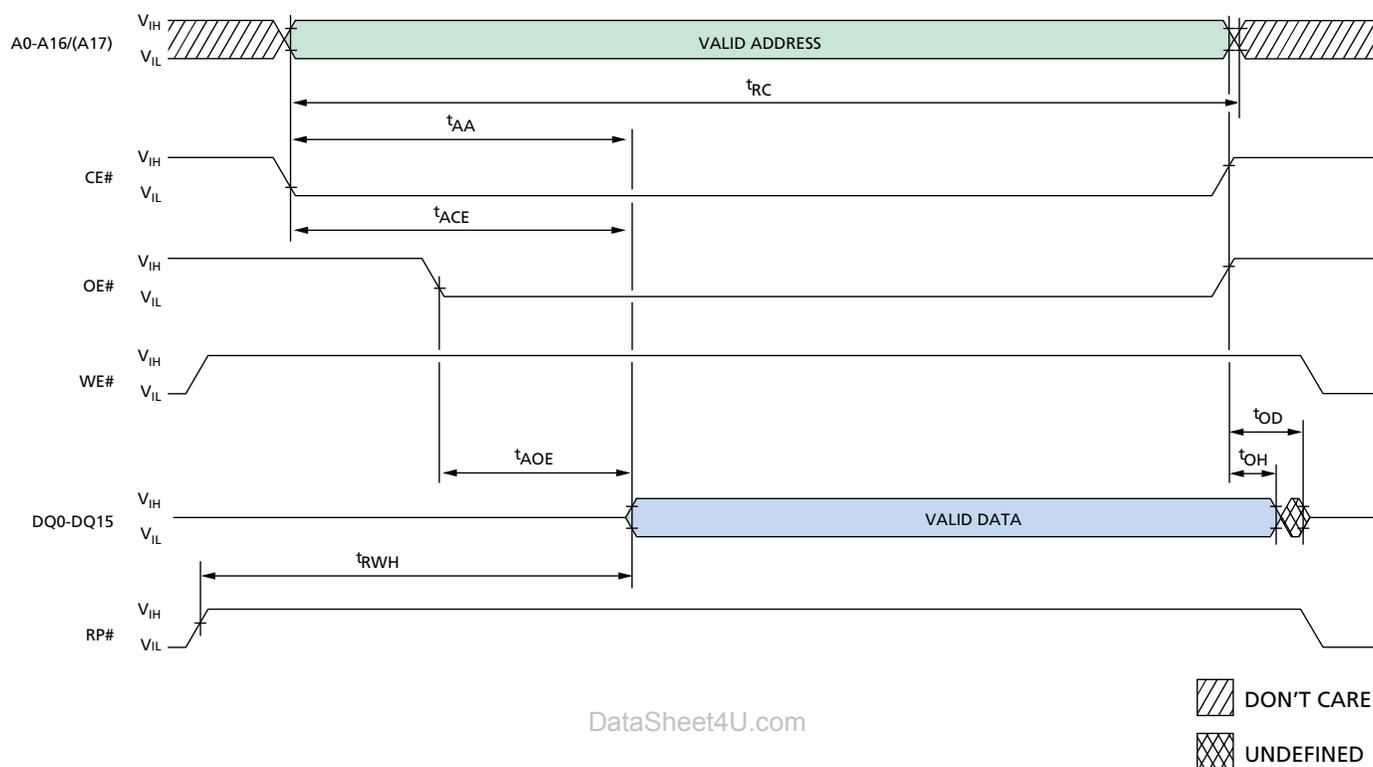 VIH
A0-A16/(A17)
VIL
VALID ADDRESS
tRC
tAA
VIH
CE#
VIL
tACE
VIH
OE#
VIL
VIH
WE#
VIL
tOD
tAOE
tOH
VIH
DQ0-DQ15
VIL
VALID DATA
tRWH
VIH
RP#
VIL
DON'T CARE
DataSheet4U.com
UNDEFINED